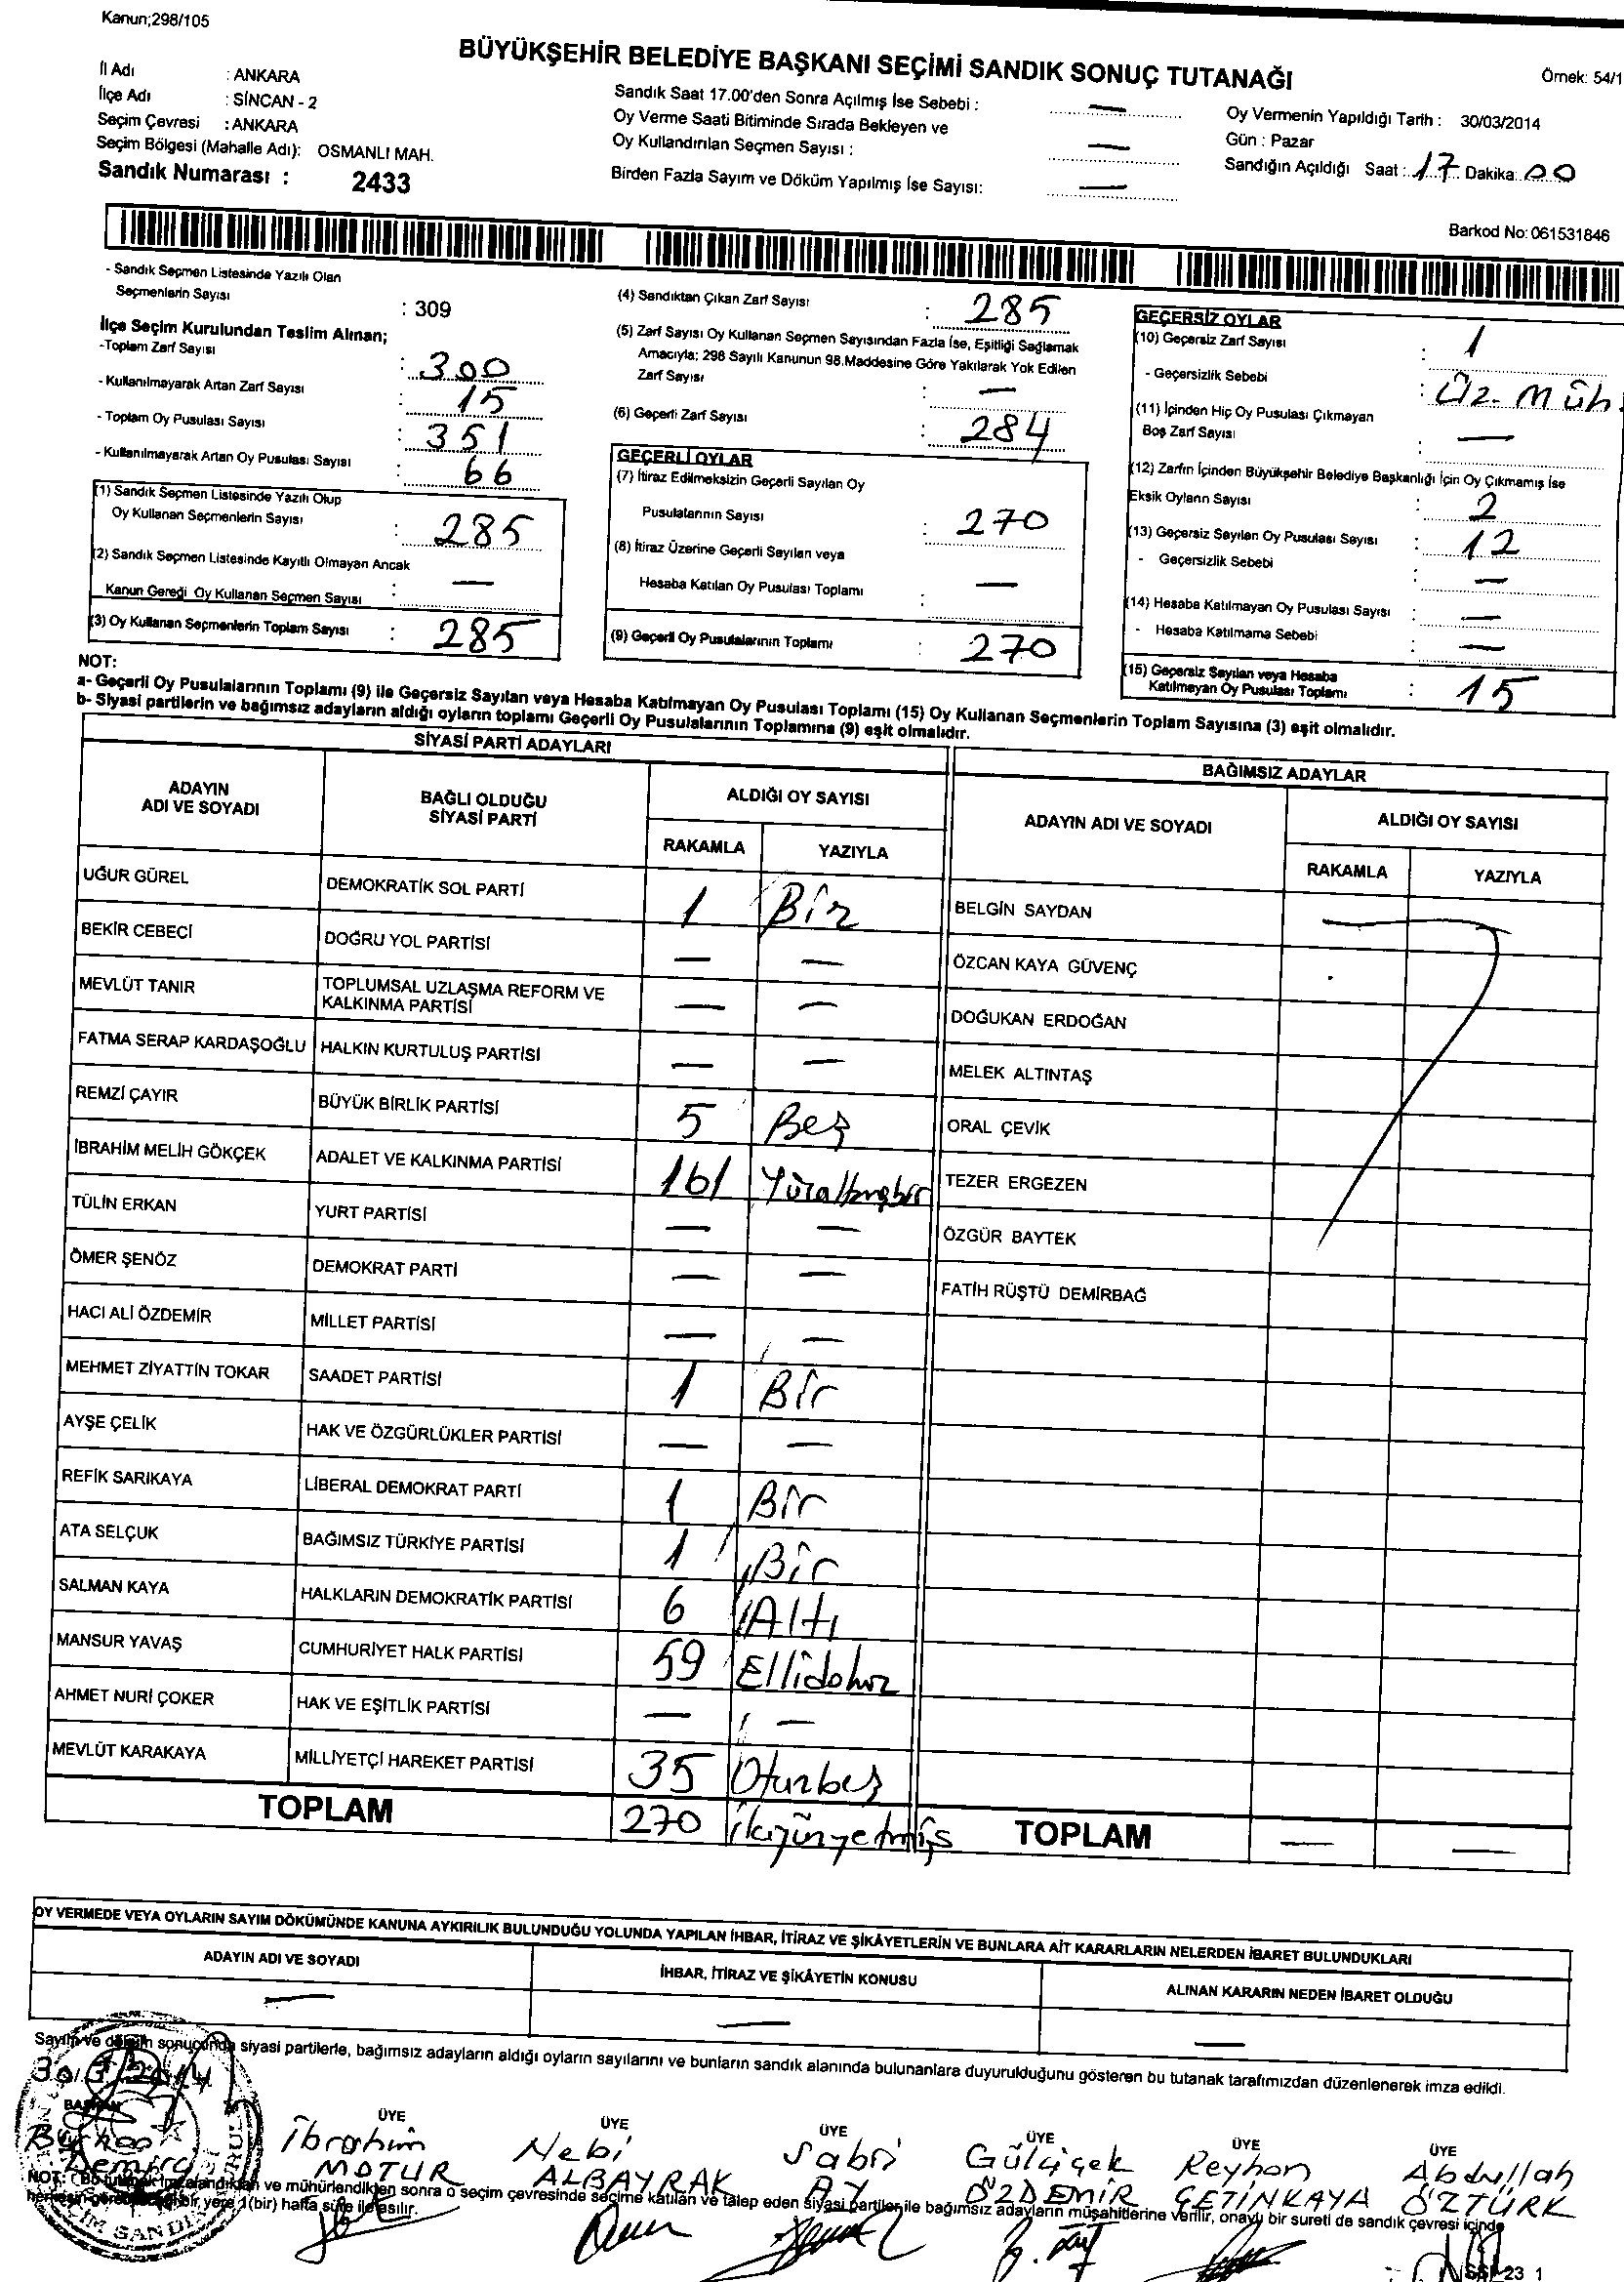 Kanun;298/105
BÜYÜKŞEHİR BELEDİYE BAŞKANI SEÇİMİ SANDIK SONUÇ TUTANAĞI
Örnek: 54/1
İl Adı : ANKARA
İlçe Adı : SİNCAN - 2
Seçim Çevresi : ANKARA
Seçim Bölgesi (Mahalle Adı): OSMANLI MAH.
Sandık Numarası : 2433
Sandık Saat 17.00'den Sonra Açılmış İse Sebebi : —
Oy Verme Saati Bitiminde Sırada Bekleyen ve
Oy Kullandırılan Seçmen Sayısı : —
Birden Fazla Sayım ve Döküm Yapılmış İse Sayısı: —
Oy Vermenin Yapıldığı Tarih : 30/03/2014
Gün : Pazar
Sandığın Açıldığı Saat : 17 Dakika: 00
Barkod No: 061531846
- Sandık Seçmen Listesinde Yazılı Olan
Seçmenlerin Sayısı : 309
İlçe Seçim Kurulundan Teslim Alınan;
-Toplam Zarf Sayısı : 300
- Kullanılmayarak Artan Zarf Sayısı : 15
- Toplam Oy Pusulası Sayısı : 351
- Kullanılmayarak Artan Oy Pusulası Sayısı : 66
(1) Sandık Seçmen Listesinde Yazılı Olup
Oy Kullanan Seçmenlerin Sayısı : 285
(2) Sandık Seçmen Listesinde Kayıtlı Olmayan Ancak
Kanun Gereği Oy Kullanan Seçmen Sayısı : —
(3) Oy Kullanan Seçmenlerin Toplam Sayısı : 285
(4) Sandıktan Çıkan Zarf Sayısı : 285
(5) Zarf Sayısı Oy Kullanan Seçmen Sayısından Fazla İse, Eşitliği Sağlamak
Amacıyla; 298 Sayılı Kanunun 98.Maddesine Göre Yakılarak Yok Edilen
Zarf Sayısı : —
(6) Geçerli Zarf Sayısı : 284
GEÇERLİ OYLAR
(7) İtiraz Edilmeksizin Geçerli Sayılan Oy
Pusulalarının Sayısı : 270
(8) İtiraz Üzerine Geçerli Sayılan veya
Hesaba Katılan Oy Pusulası Toplamı : —
(9) Geçerli Oy Pusulalarının Toplamı : 270
GEÇERSİZ OYLAR
(10) Geçersiz Zarf Sayısı : 1
- Geçersizlik Sebebi : Üz. Müh.
(11) İçinden Hiç Oy Pusulası Çıkmayan
Boş Zarf Sayısı : —
(12) Zarfın İçinden Büyükşehir Belediye Başkanlığı İçin Oy Çıkmamış İse
Eksik Oyların Sayısı : 2
(13) Geçersiz Sayılan Oy Pusulası Sayısı : 12
- Geçersizlik Sebebi : —
(14) Hesaba Katılmayan Oy Pusulası Sayısı : —
- Hesaba Katılmama Sebebi : —
(15) Geçersiz Sayılan veya Hesaba
Katılmayan Oy Pusulası Toplamı : 15
NOT:
a- Geçerli Oy Pusulalarının Toplamı (9) ile Geçersiz Sayılan veya Hesaba Katılmayan Oy Pusulası Toplamı (15) Oy Kullanan Seçmenlerin Toplam Sayısına (3) eşit olmalıdır.
b- Siyasi partilerin ve bağımsız adayların aldığı oyların toplamı Geçerli Oy Pusulalarının Toplamına (9) eşit olmalıdır.
SİYASİ PARTİ ADAYLARI
ADAYIN ADI VE SOYADI
BAĞLI OLDUĞU SİYASİ PARTİ
ALDIĞI OY SAYISI
RAKAMLA YAZIYLA
UĞUR GÜREL DEMOKRATİK SOL PARTİ 1 Bir
BEKİR CEBECİ DOĞRU YOL PARTİSİ — —
MEVLÜT TANIR TOPLUMSAL UZLAŞMA REFORM VE KALKINMA PARTİSİ — —
FATMA SERAP KARDAŞOĞLU HALKIN KURTULUŞ PARTİSİ — —
REMZİ ÇAYIR BÜYÜK BİRLİK PARTİSİ 5 Beş
İBRAHİM MELİH GÖKÇEK ADALET VE KALKINMA PARTİSİ 161 Yüzaltmışbir
TÜLİN ERKAN YURT PARTİSİ — —
ÖMER ŞENÖZ DEMOKRAT PARTİ — —
HACI ALİ ÖZDEMİR MİLLET PARTİSİ — —
MEHMET ZİYATTİN TOKAR SAADET PARTİSİ 1 Bir
AYŞE ÇELİK HAK VE ÖZGÜRLÜKLER PARTİSİ — —
REFİK SARIKAYA LİBERAL DEMOKRAT PARTİ 1 Bir
ATA SELÇUK BAĞIMSIZ TÜRKİYE PARTİSİ 1 Bir
SALMAN KAYA HALKLARIN DEMOKRATİK PARTİSİ 6 Altı
MANSUR YAVAŞ CUMHURİYET HALK PARTİSİ 59 Ellidokuz
AHMET NURİ ÇOKER HAK VE EŞİTLİK PARTİSİ — —
MEVLÜT KARAKAYA MİLLİYETÇİ HAREKET PARTİSİ 35 Otuzbeş
TOPLAM 270 ikiyüzyetmiş
BAĞIMSIZ ADAYLAR
ADAYIN ADI VE SOYADI
ALDIĞI OY SAYISI
RAKAMLA YAZIYLA
BELGİN SAYDAN
ÖZCAN KAYA GÜVENÇ
DOĞUKAN ERDOĞAN
MELEK ALTINTAŞ
ORAL ÇEVİK
TEZER ERGEZEN
ÖZGÜR BAYTEK
FATİH RÜŞTÜ DEMİRBAĞ
TOPLAM — —
OY VERMEDE VEYA OYLARIN SAYIM DÖKÜMÜNDE KANUNA AYKIRILIK BULUNDUĞU YOLUNDA YAPILAN İHBAR, İTİRAZ VE ŞİKÂYETLERİN VE BUNLARA AİT KARARLARIN NELERDEN İBARET BULUNDUKLARI
ADAYIN ADI VE SOYADI İHBAR, İTİRAZ VE ŞİKÂYETİN KONUSU ALINAN KARARIN NEDEN İBARET OLDUĞU
— — —
Sayım ve döküm sonucunda siyasi partilerle, bağımsız adayların aldığı oyların sayılarını ve bunların sandık alanında bulunanlara duyurulduğunu gösteren bu tutanak tarafımızdan düzenlenerek imza edildi.
BAŞKAN ÜYE ÜYE ÜYE ÜYE ÜYE ÜYE
İbrahim Nebi Sabri Gülçiçek Reyhan Abdullah
MOTUR ALBAYRAK AY ÖZDEMİR ÇETİNKAYA ÖZTÜRK
NOT: Bu tutanak imzalandıktan ve mühürlendikten sonra o seçim çevresinde seçime katılan ve talep eden siyasi partiler ile bağımsız adayların müşahitlerine verilir, onaylı bir sureti de sandık çevresi içinde
herkesin görebileceği bir yere 1(bir) hafta süre ile asılır.
23 1